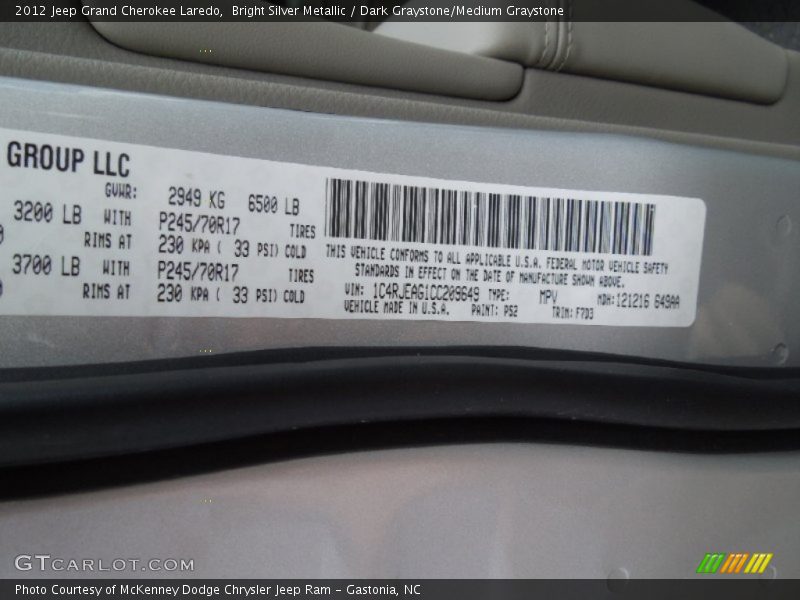 2012 Jeep Grand Cherokee Laredo,  Bright Silver Metallic / Dark Graystone/Medium Graystone
GROUP LLC
GVWR: 2949 KG 6500 LB
3200 LB WITH P245/70R17 TIRES
RIMS AT 230 KPA ( 33 PSI) COLD
3700 LB WITH P245/70R17 TIRES
RIMS AT 230 KPA ( 33 PSI) COLD
THIS VEHICLE CONFORMS TO ALL APPLICABLE U.S.A. FEDERAL MOTOR VEHICLE SAFETY
STANDARDS IN EFFECT ON THE DATE OF MANUFACTURE SHOWN ABOVE.
VIN: 1C4RJEAG1CC209649 TYPE: MPV MDH: 121216 649AA
VEHICLE MADE IN U.S.A. PAINT: PS2 TRIM: F7D3
GTCARLOT.COM
Photo Courtesy of McKenney Dodge Chrysler Jeep Ram – Gastonia, NC